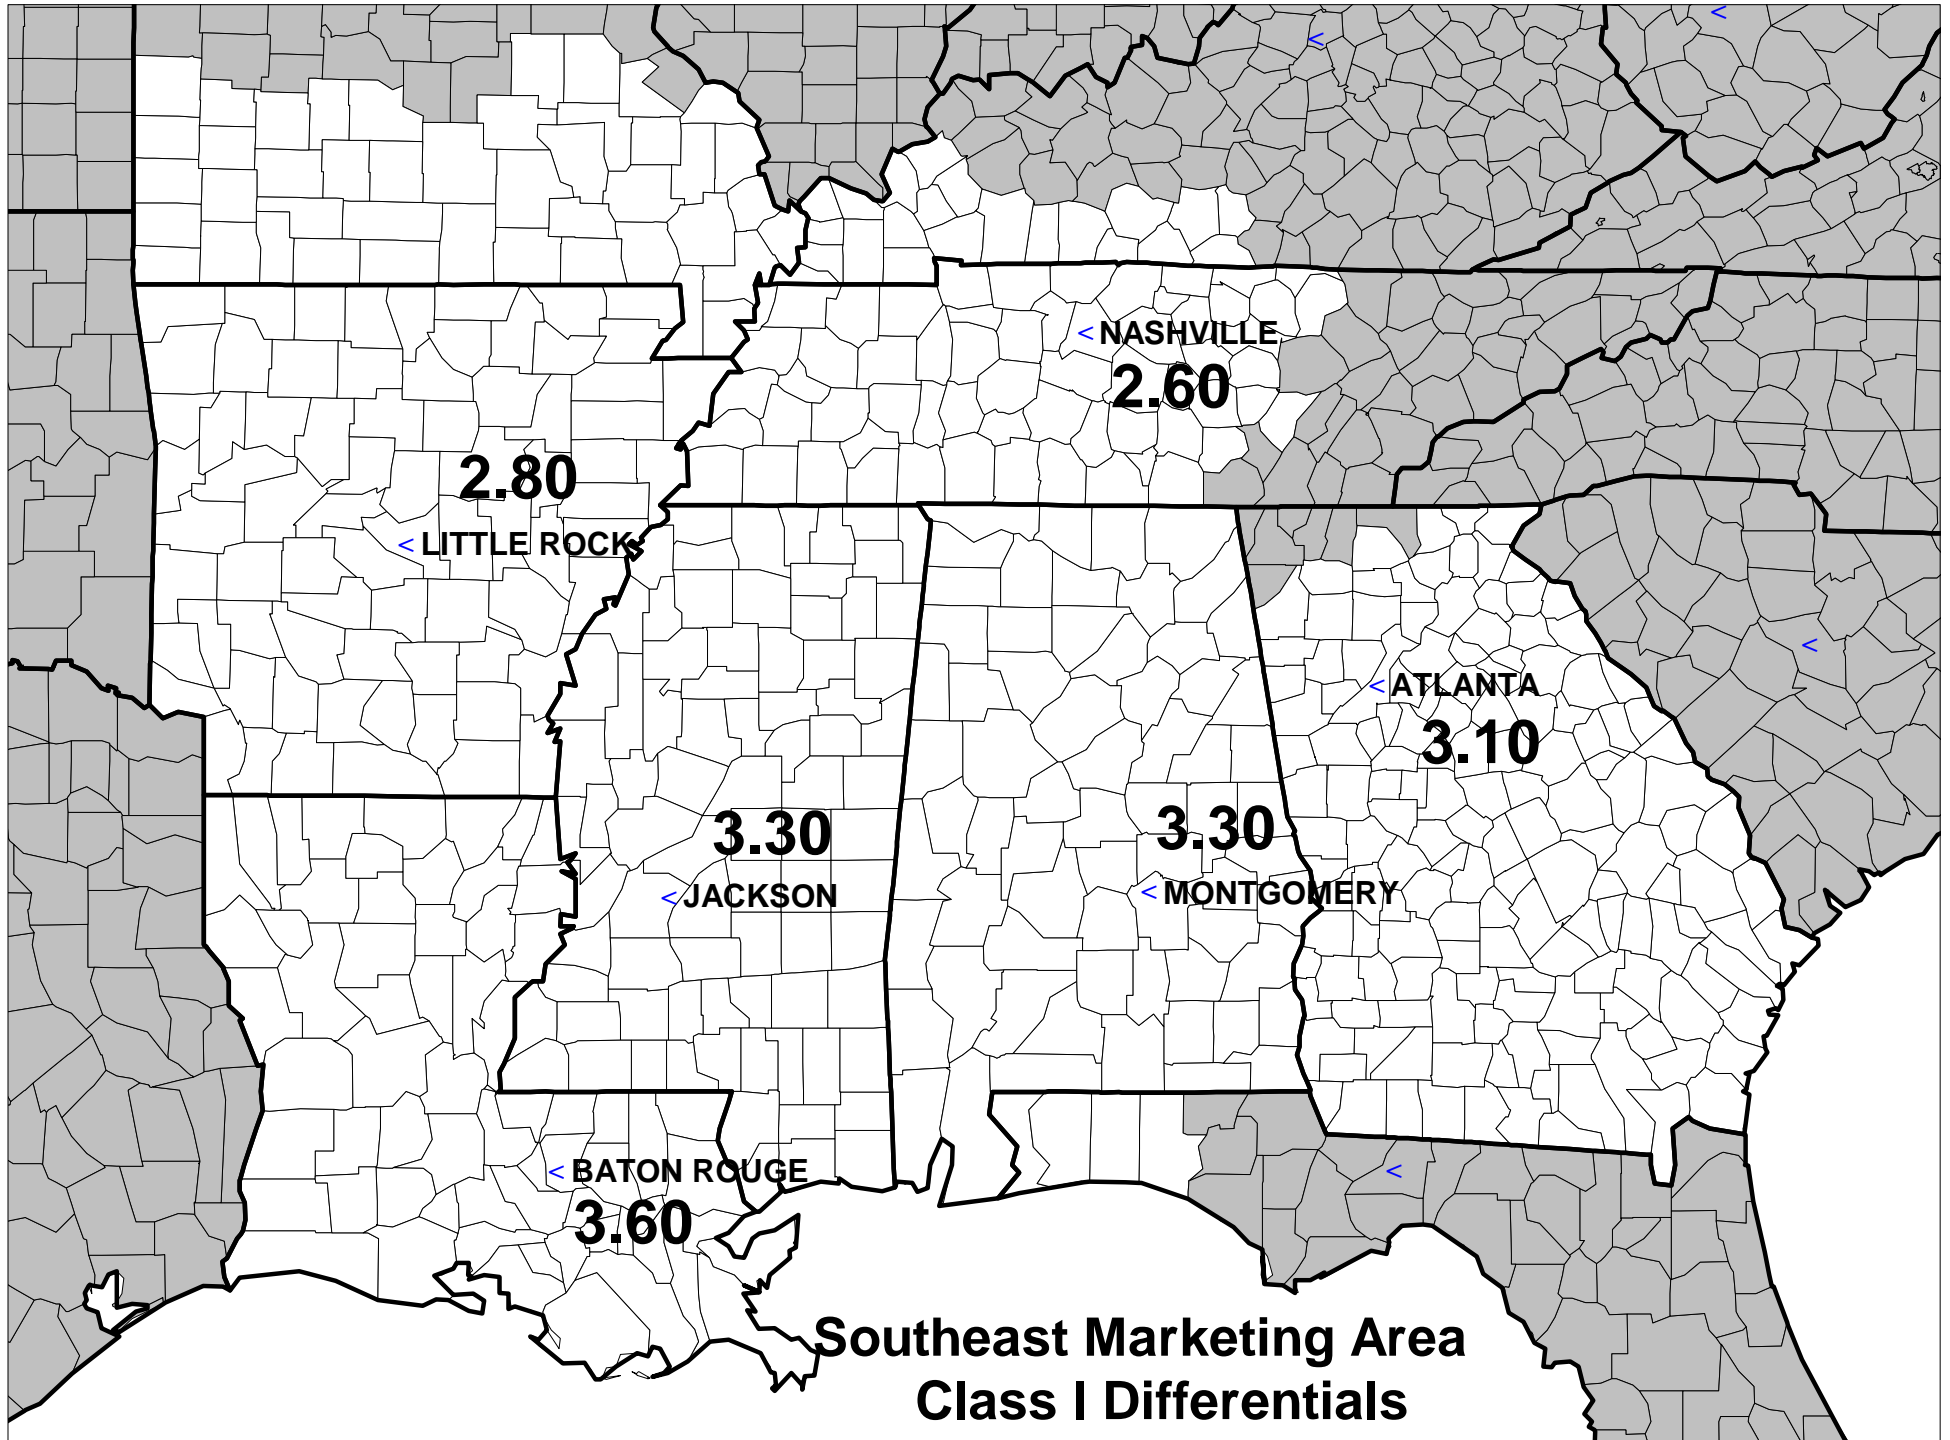 < NASHVILLE
2.60
2.80
< LITTLE ROCK
< ATLANTA
3.10
3.30
< JACKSON
3.30
< MONTGOMERY
< BATON ROUGE
3.60
Southeast Marketing Area
Class I Differentials